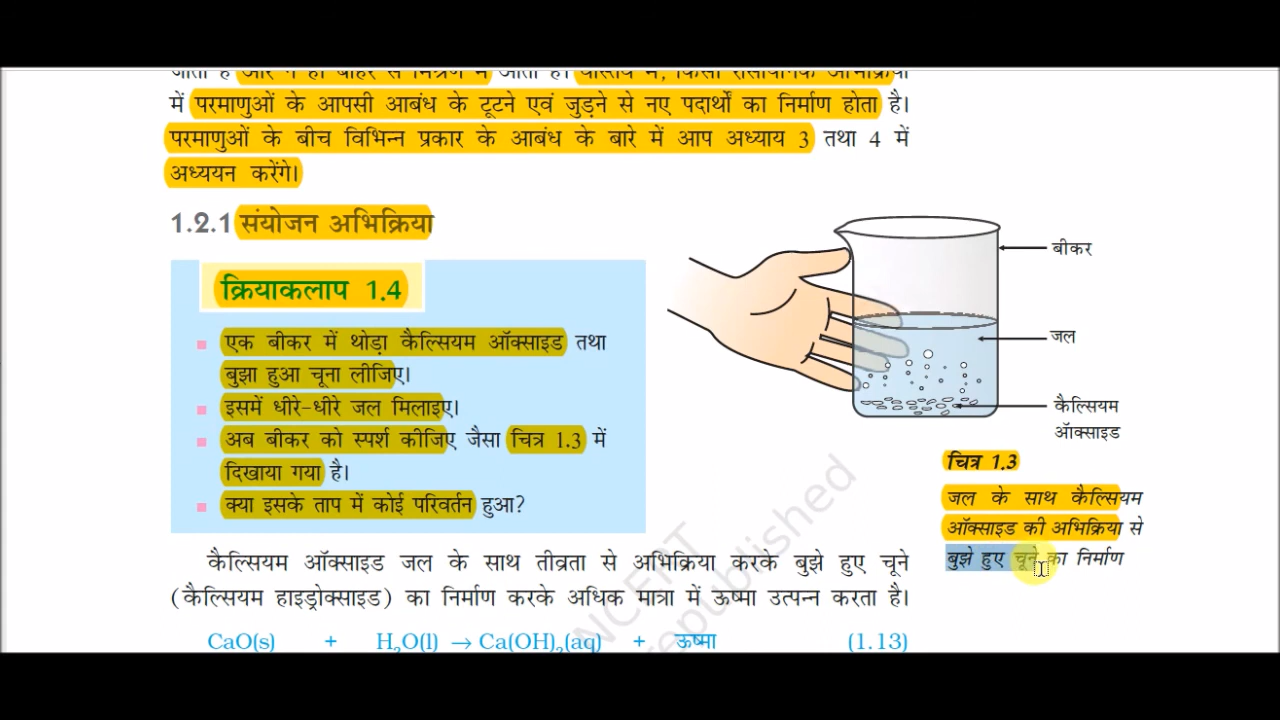 में परमाणुओं के आपसी आबंध के टूटने एवं जुड़ने से नए पदार्थों का निर्माण होता है।
परमाणुओं के बीच विभिन्न प्रकार के आबंध के बारे में आप अध्याय 3 तथा 4 में
अध्ययन करेंगे।
1.2.1 संयोजन अभिक्रिया
क्रियाकलाप 1.4
एक बीकर में थोड़ा कैल्सियम ऑक्साइड तथा
बुझा हुआ चूना लीजिए।
इसमें धीरे-धीरे जल मिलाइए।
अब बीकर को स्पर्श कीजिए जैसा चित्र 1.3 में
दिखाया गया है।
क्या इसके ताप में कोई परिवर्तन हुआ?
बीकर
जल
कैल्सियम
ऑक्साइड
चित्र 1.3
जल के साथ कैल्सियम
ऑक्साइड की अभिक्रिया से
बुझे हुए चूने का निर्माण
कैल्सियम ऑक्साइड जल के साथ तीव्रता से अभिक्रिया करके बुझे हुए चूने
(कैल्सियम हाइड्रोक्साइड) का निर्माण करके अधिक मात्रा में ऊष्मा उत्पन्न करता है।
CaO(s) + H₂O(l) → Ca(OH)₂(aq) + ऊष्मा (1.13)
NCERT
republished